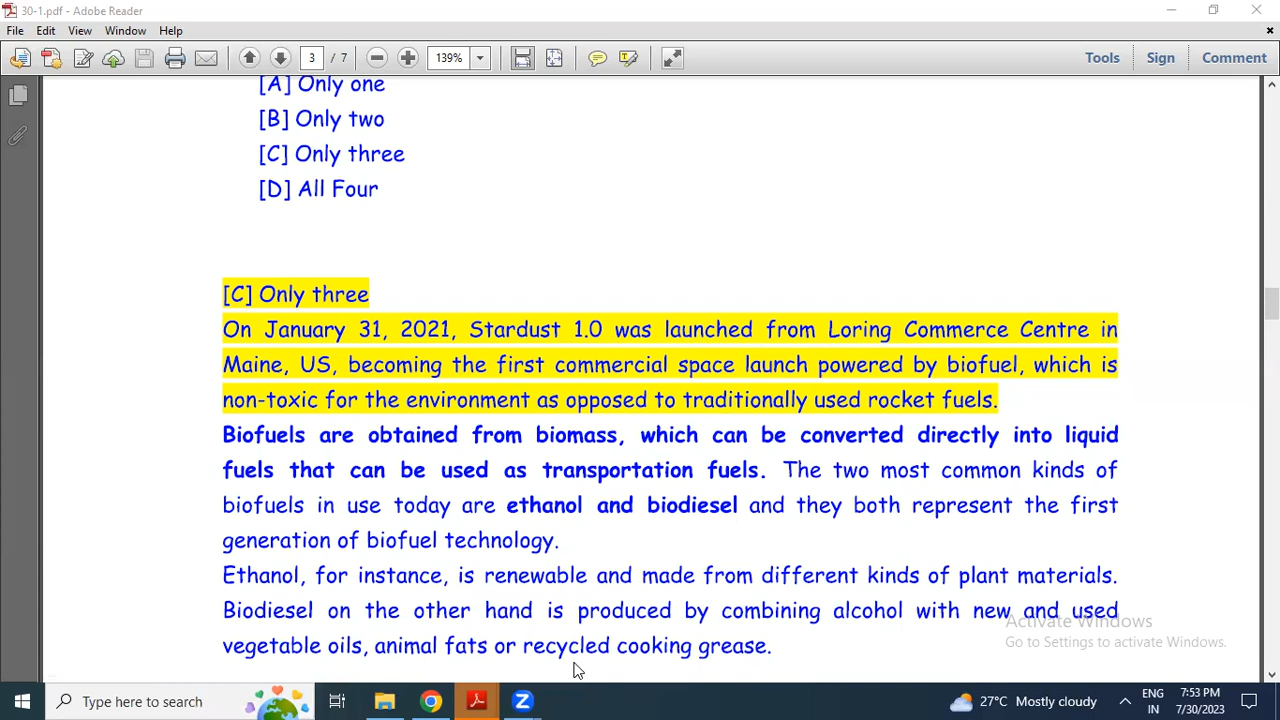 30-1.pdf - Adobe Reader
File Edit View Window Help
3 / 7 139% Tools Sign Comment
[A] Only one
[B] Only two
[C] Only three
[D] All Four
[C] Only three
On January 31, 2021, Stardust 1.0 was launched from Loring Commerce Centre in
Maine, US, becoming the first commercial space launch powered by biofuel, which is
non-toxic for the environment as opposed to traditionally used rocket fuels.
Biofuels are obtained from biomass, which can be converted directly into liquid
fuels that can be used as transportation fuels. The two most common kinds of
biofuels in use today are ethanol and biodiesel and they both represent the first
generation of biofuel technology.
Ethanol, for instance, is renewable and made from different kinds of plant materials.
Biodiesel on the other hand is produced by combining alcohol with new and used
vegetable oils, animal fats or recycled cooking grease.
Activate Windows
Go to Settings to activate Windows.
Type here to search
27°C Mostly cloudy
ENG
IN
7:53 PM
7/30/2023